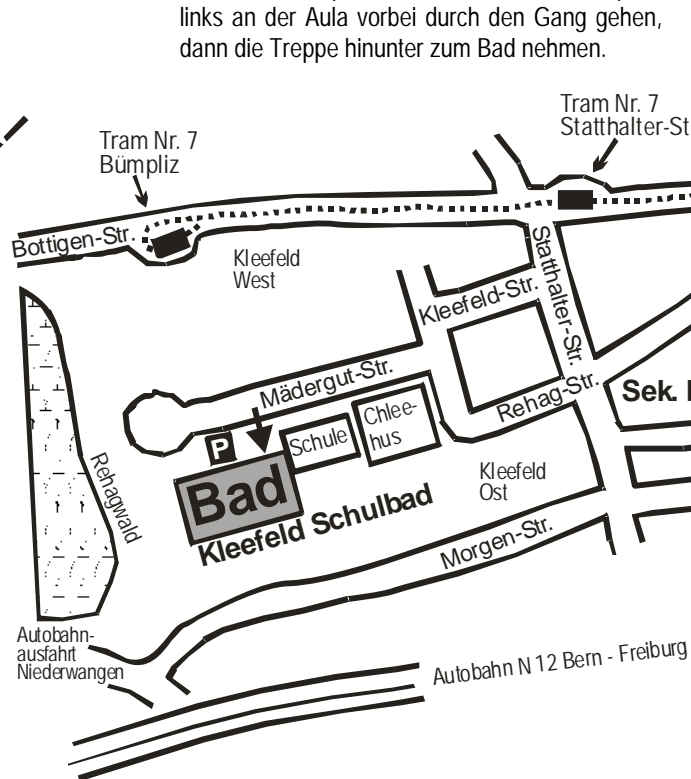 links an der Aula vorbei durch den Gang gehen,
dann die Treppe hinunter zum Bad nehmen.
Tram Nr. 7
Statthalter-St
Tram Nr. 7
Bümpliz
Bottigen-Str.
Kleefeld
West
Statthalter-Str.
Kleefeld-Str.
Mädergut-Str.
Rehag-Str.
Sek.
Chlee-
hus
Schule
P
Bad
Kleefeld Schulbad
Kleefeld
Ost
Rehagwald
Morgen-Str.
Autobahn-
ausfahrt
Niederwangen
Autobahn N 12 Bern - Freiburg